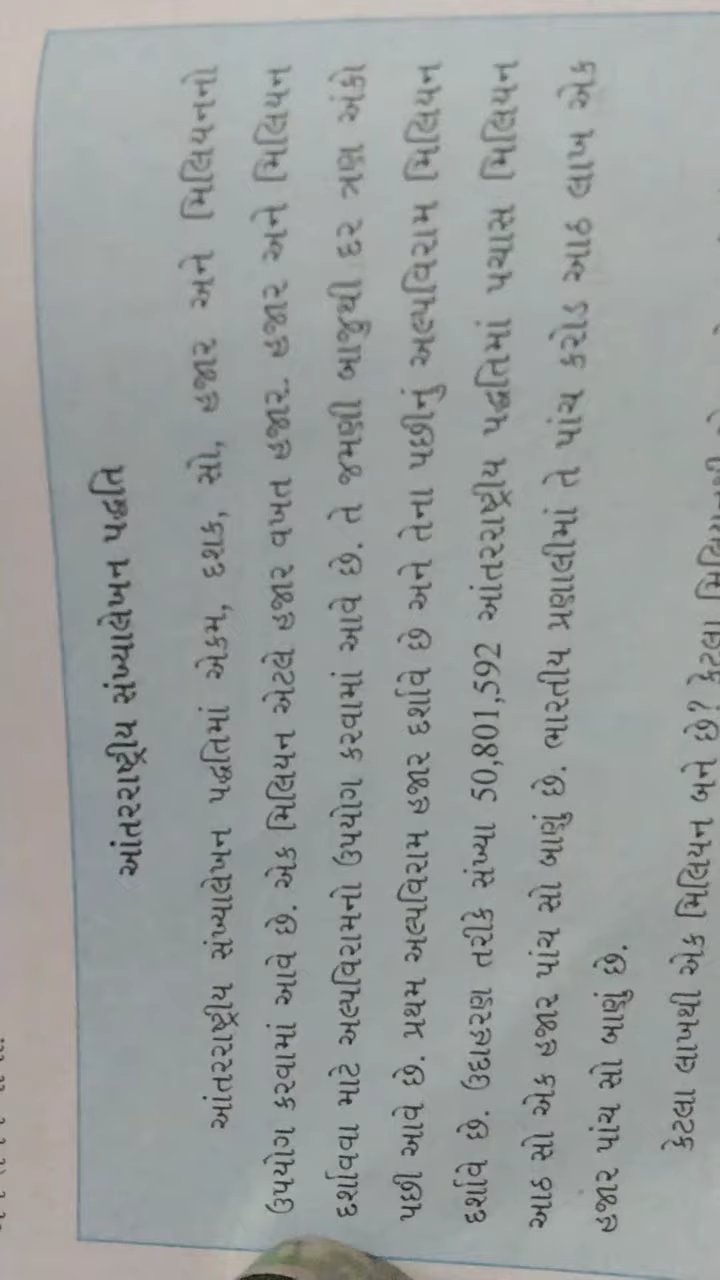 આંતરરાષ્ટ્રીય સંખ્યાલેખન પદ્ધતિ
આંતરરાષ્ટ્રીય સંખ્યાલેખન પદ્ધતિમાં એકમ, દશક, સો, હજાર અને મિલિયનનો
ઉપયોગ કરવામાં આવે છે. એક મિલિયન એટલે હજાર વખત હજાર. હજાર અને મિલિયન
દર્શાવવા માટે અલ્પવિરામનો ઉપયોગ કરવામાં આવે છે. તે જમણી બાજુથી દર ત્રણ અંકો
પછી આવે છે. પ્રથમ અલ્પવિરામ હજાર દર્શાવે છે અને તેના પછીનું અલ્પવિરામ મિલિયન
દર્શાવે છે. ઉદાહરણ તરીકે સંખ્યા 50,801,592 આંતરરાષ્ટ્રીય પદ્ધતિમાં પચાસ મિલિયન
આઠ સો એક હજાર પાંચ સો બાણું છે. ભારતીય પ્રણાલીમાં તે પાંચ કરોડ આઠ લાખ એક
હજાર પાંચ સો બાણું છે.
કેટલા લાખથી એક મિલિયન બને છે? કેટલા